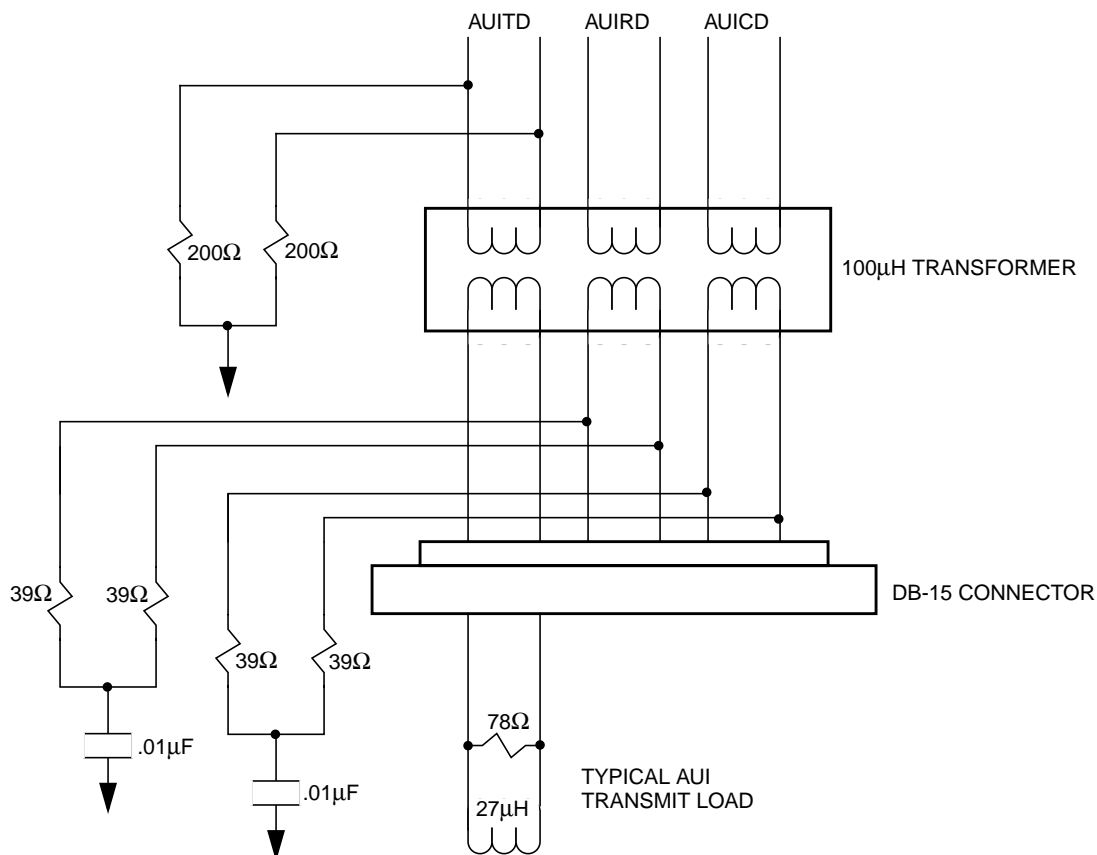 AUITD AUIRD AUICD
200Ω 200Ω
100μH TRANSFORMER
39Ω 39Ω
DB-15 CONNECTOR
39Ω 39Ω
78Ω
.01μF
.01μF
TYPICAL AUI
TRANSMIT LOAD
27μH